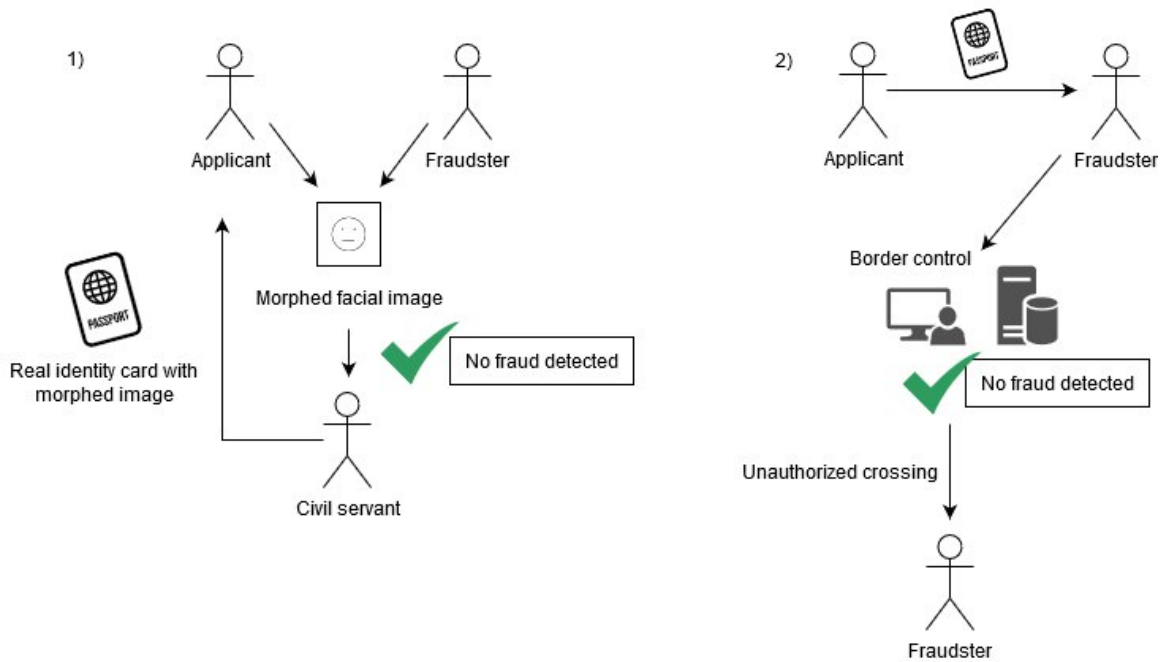 1)
Applicant
Fraudster
Morphed facial image
No fraud detected
PASSPORT
Real identity card with
morphed image
Civil servant
2)
PASSPORT
Applicant
Fraudster
Border control
No fraud detected
Unauthorized crossing
Fraudster